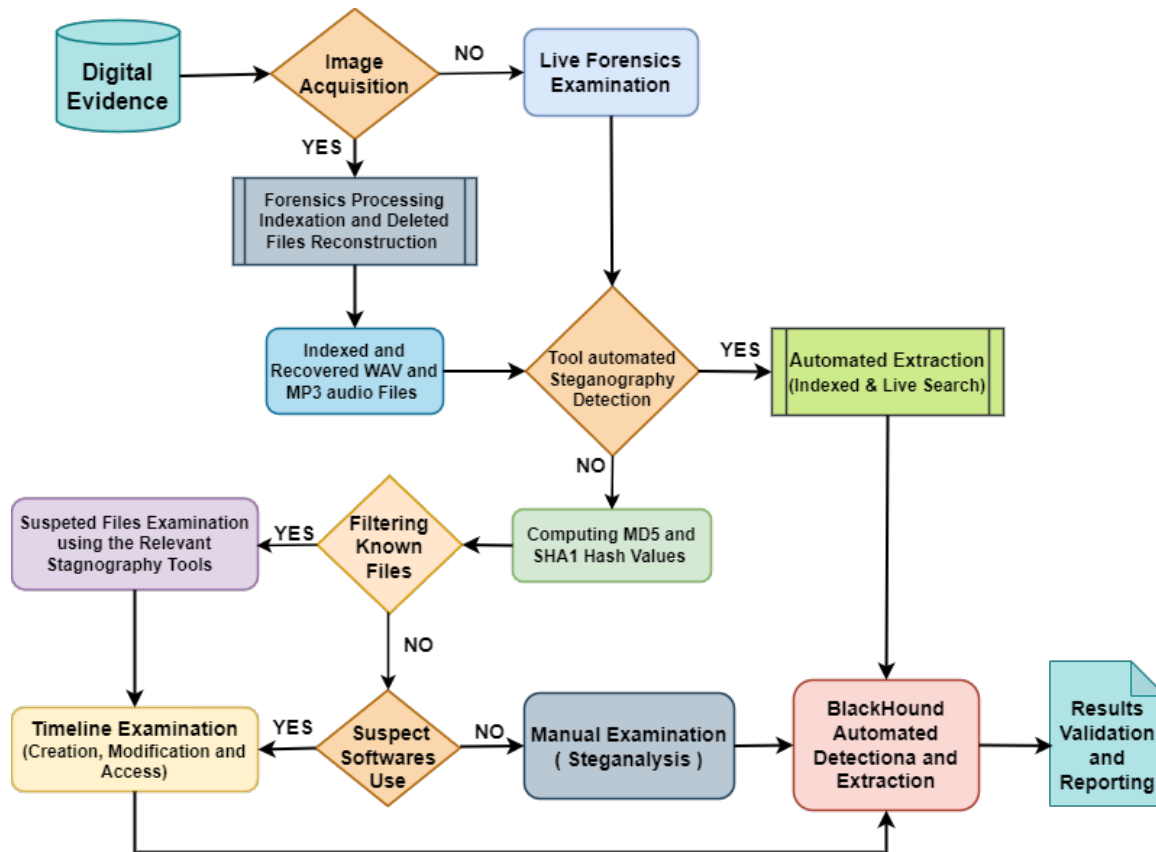 Digital
Evidence
Image
Acquisition
NO
Live Forensics
Examination
YES
Forensics Processing
Indexation and Deleted
Files Reconstruction
Indexed and
Recovered WAV and
MP3 audio Files
Tool automated
Steganography
Detection
YES
Automated Extraction
(Indexed & Live Search)
NO
Computing MD5 and
SHA1 Hash Values
Filtering
Known
Files
YES
Suspeted Files Examination
using the Relevant
Stagnography Tools
NO
Timeline Examination
(Creation, Modification and
Access)
YES
Suspect
Softwares
Use
NO
Manual Examination
( Steganalysis )
BlackHound
Automated
Detectiona and
Extraction
Results
Validation
and
Reporting